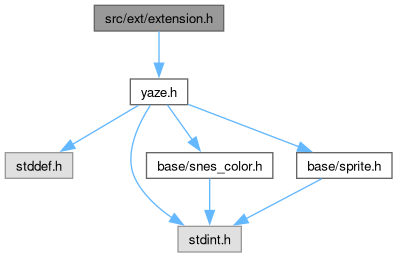 src/ext/extension.h
yaze.h
stddef.h
base/snes_color.h
base/sprite.h
stdint.h